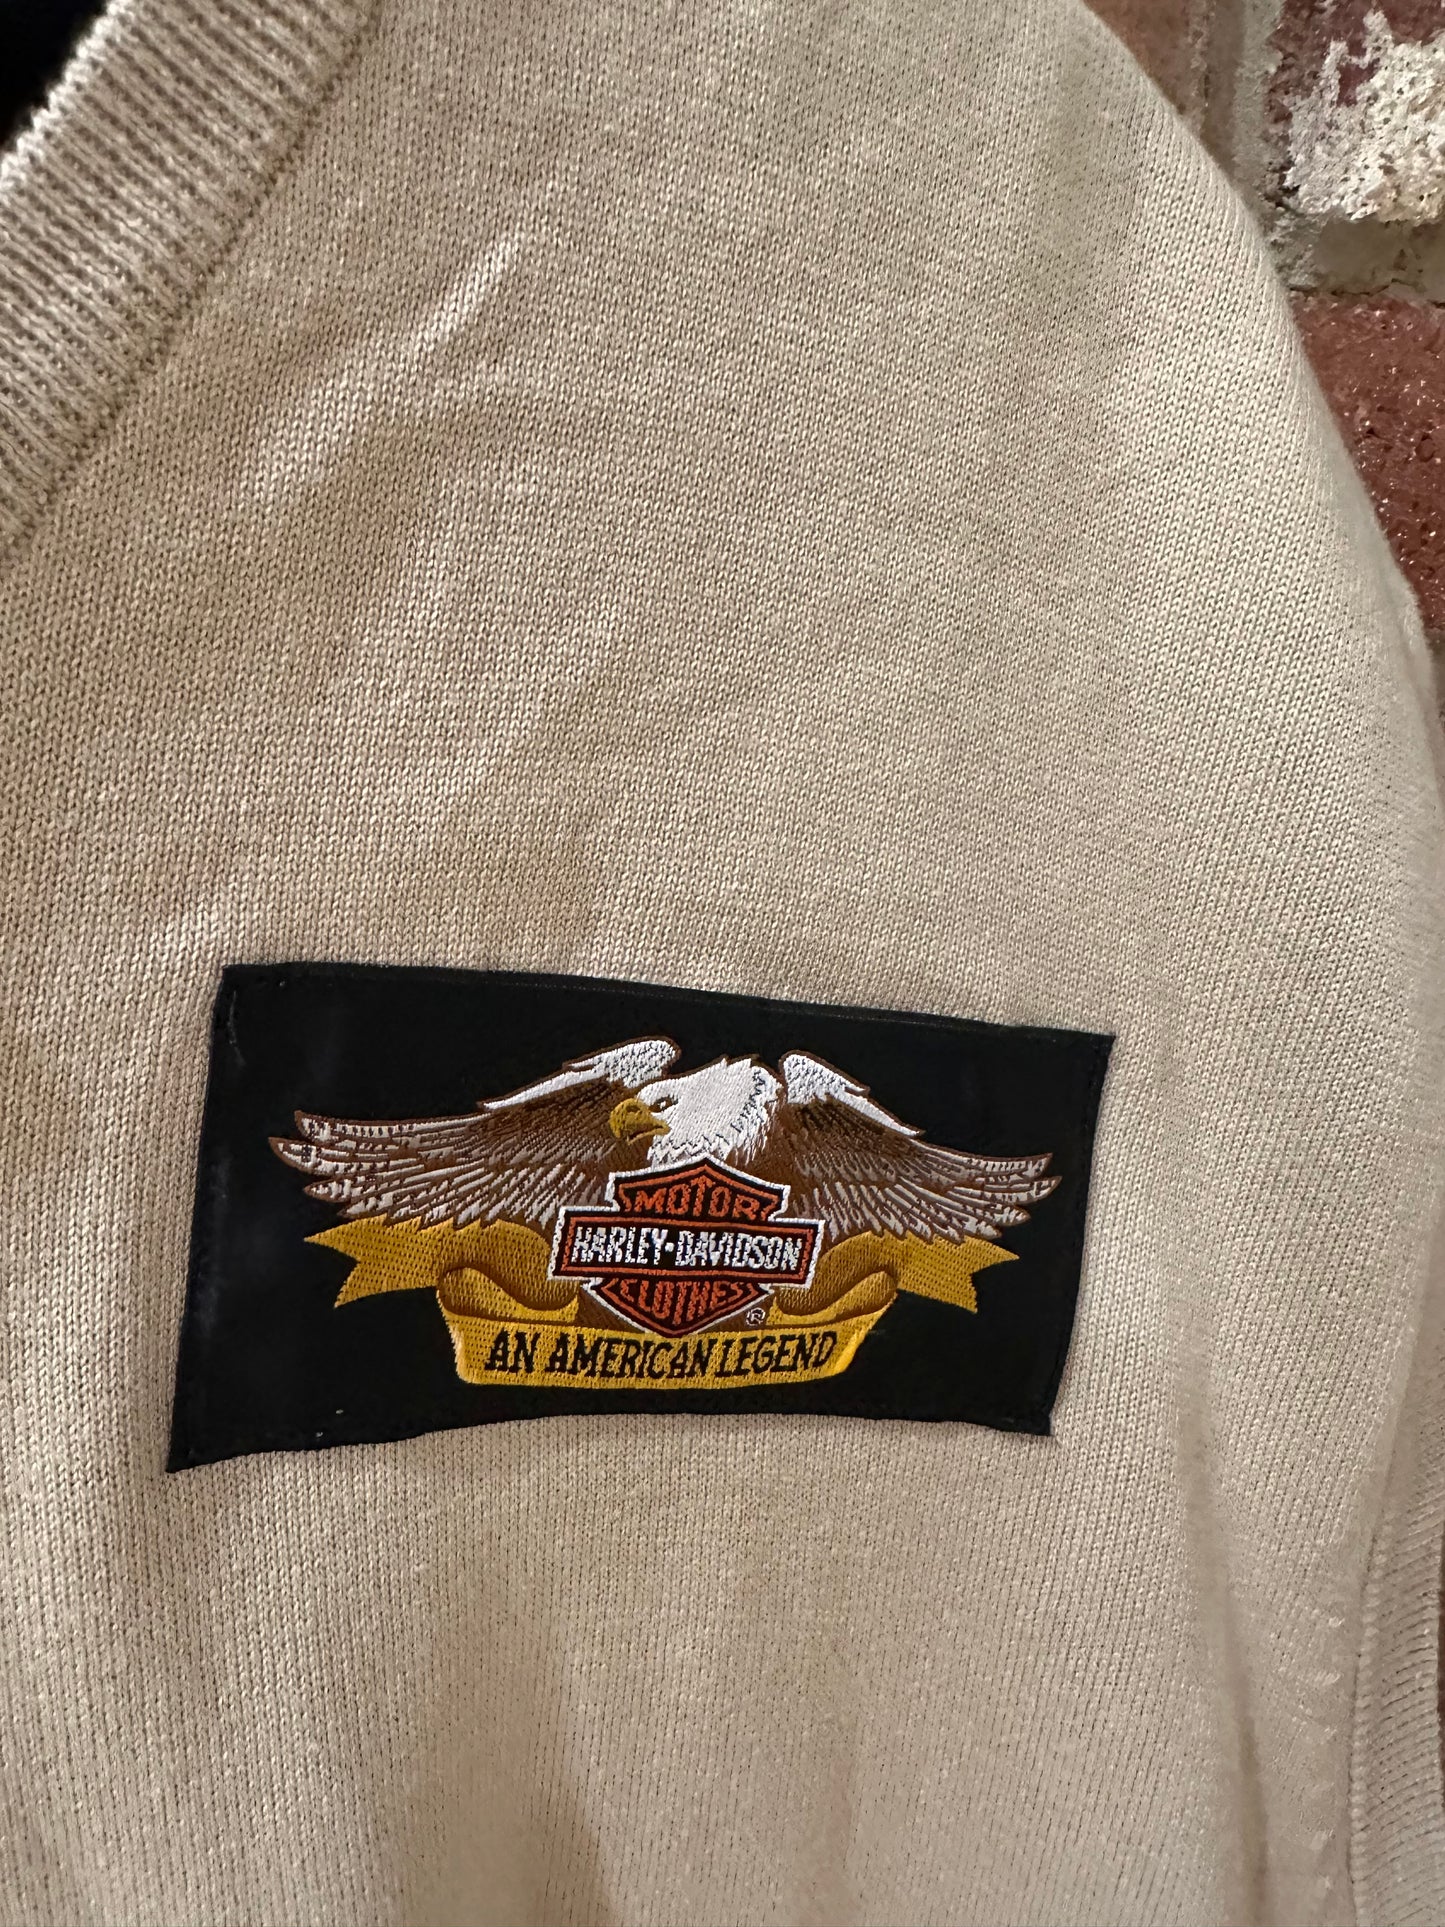 MOTOR
HARLEY-DAVIDSON
CLOTHES
®
AN AMERICAN LEGEND